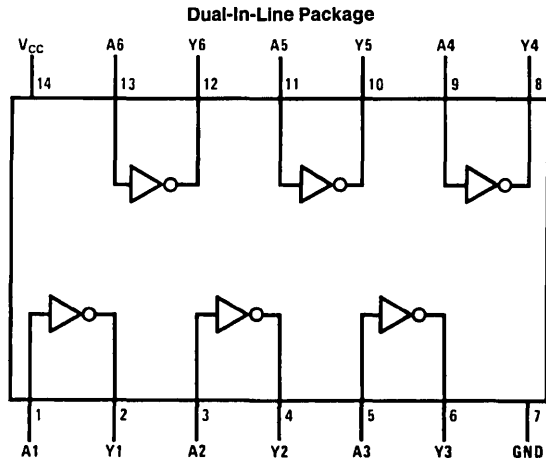 Dual-In-Line Package
VCC A6 Y6 A5 Y5 A4 Y4
14 13 12 11 10 9 8
1 2 3 4 5 6 7
A1 Y1 A2 Y2 A3 Y3 GND